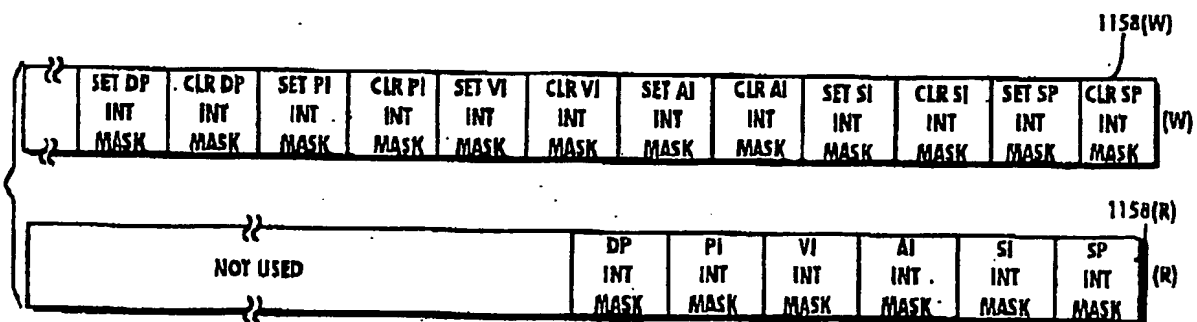 1158(W)
SET DP INT MASK
CLR DP INT MASK
SET PI INT MASK
CLR PI INT MASK
SET VI INT MASK
CLR VI INT MASK
SET AI INT MASK
CLR AI INT MASK
SET SI INT MASK
CLR SI INT MASK
SET SP INT MASK
CLR SP INT MASK
(W)
1158(R)
NOT USED
DP INT MASK
PI INT MASK
VI INT MASK
AI INT MASK
SI INT MASK
SP INT MASK
(R)